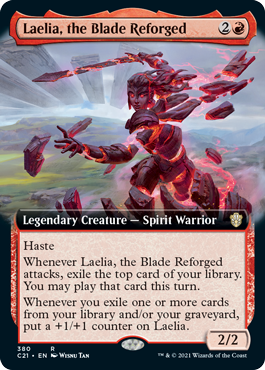 Laelia, the Blade Reforged 2
Legendary Creature — Spirit Warrior
Haste
Whenever Laelia, the Blade Reforged
attacks, exile the top card of your library.
You may play that card this turn.
Whenever you exile one or more cards
from your library and/or your graveyard,
put a +1/+1 counter on Laelia.
2/2
380 R
C21 • EN Wisnu Tan
™ & © 2021 Wizards of the Coast